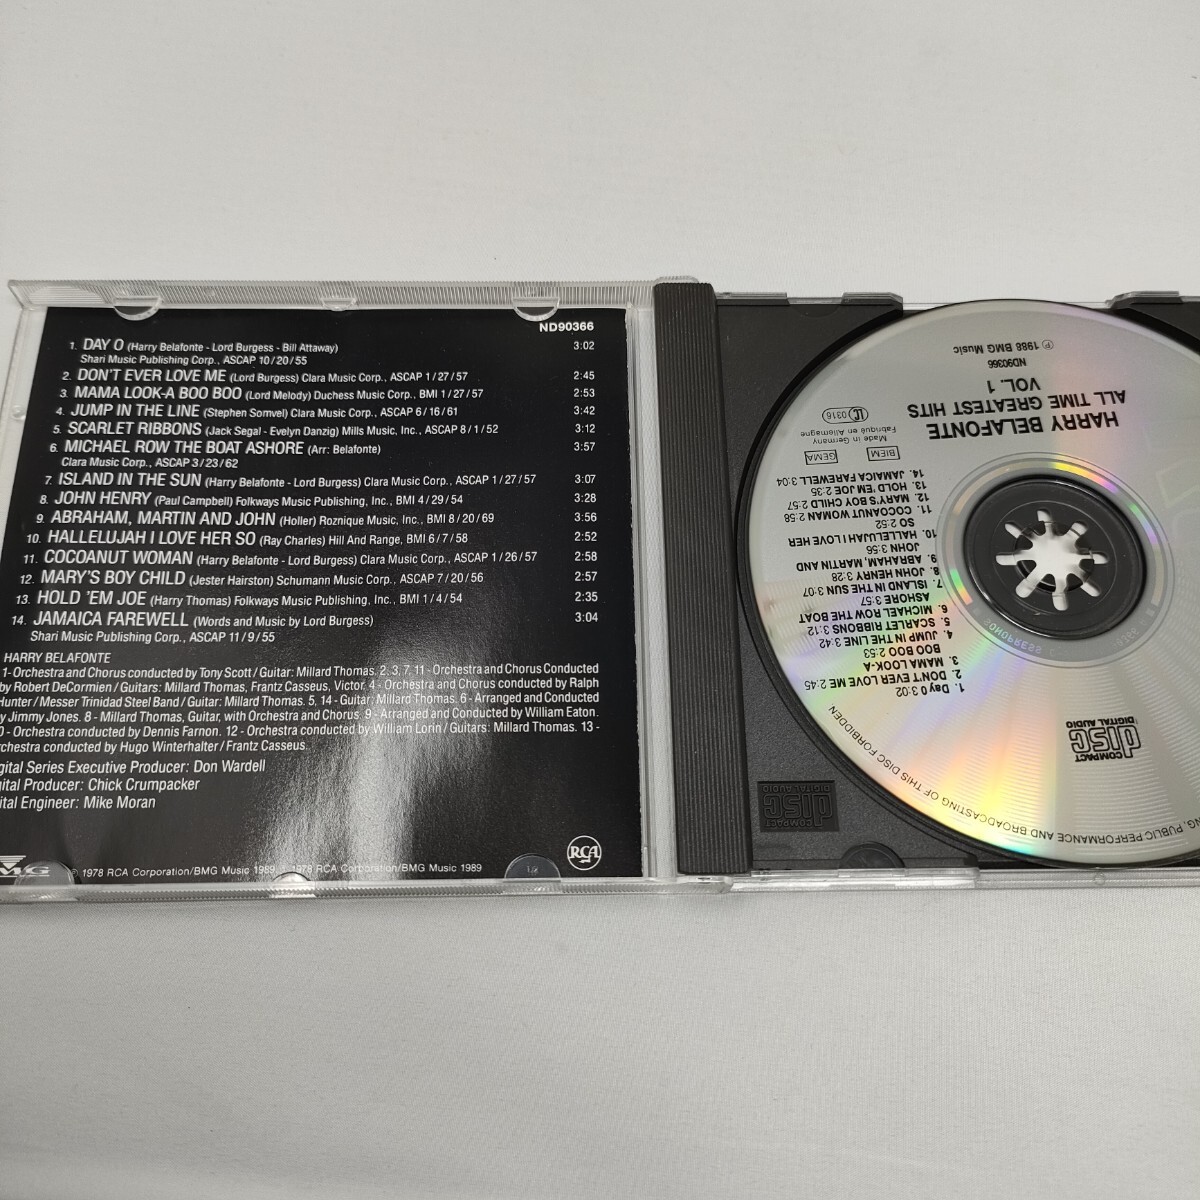 ND90366
1. DAY O (Harry Belafonte - Lord Burgess - Bill Attaway) 3:02
Shari Music Publishing Corp., ASCAP 10/20/55
2. DON'T EVER LOVE ME (Lord Burgess) Clara Music Corp., ASCAP 1/27/57 2:45
3. MAMA LOOK-A BOO BOO (Lord Melody) Duchess Music Corp., BMI 1/27/57 2:53
4. JUMP IN THE LINE (Stephen Somvel) Clara Music Corp., ASCAP 6/16/61 3:42
5. SCARLET RIBBONS (Jack Segal - Evelyn Danzig) Mills Music, Inc., ASCAP 8/1/52 3:12
6. MICHAEL ROW THE BOAT ASHORE (Arr: Belafonte) 3:57
Clara Music Corp., ASCAP 3/23/62
7. ISLAND IN THE SUN (Harry Belafonte - Lord Burgess) Clara Music Corp., ASCAP 1/27/57 3:07
8. JOHN HENRY (Paul Campbell) Folkways Music Publishing, Inc., BMI 4/29/54 3:28
9. ABRAHAM, MARTIN AND JOHN (Holler) Roznique Music, Inc., BMI 8/20/69 3:56
10. HALLELUJAH I LOVE HER SO (Ray Charles) Hill And Range, BMI 6/7/58 2:52
11. COCOANUT WOMAN (Harry Belafonte - Lord Burgess) Clara Music Corp., ASCAP 1/26/57 2:58
12. MARY'S BOY CHILD (Jester Hairston) Schumann Music Corp., ASCAP 7/20/56 2:57
13. HOLD 'EM JOE (Harry Thomas) Folkways Music Publishing, Inc., BMI 1/4/54 2:35
14. JAMAICA FAREWELL (Words and Music by Lord Burgess) 3:04
Shari Music Publishing Corp., ASCAP 11/9/55
HARRY BELAFONTE
1 - Orchestra and Chorus conducted by Tony Scott / Guitar: Millard Thomas. 2, 3, 7, 11 - Orchestra and Chorus Conducted
by Robert DeCormien / Guitars: Millard Thomas, Frantz Casseus, Victor. 4 - Orchestra and Chorus conducted by Ralph
Hunter / Messer Trinidad Steel Band / Guitar: Millard Thomas. 5, 14 - Guitar: Millard Thomas. 6 - Arranged and Conducted
y Jimmy Jones. 8 - Millard Thomas, Guitar, with Orchestra and Chorus. 9 - Arranged and Conducted by William Eaton.
0 - Orchestra conducted by Dennis Farnon. 12 - Orchestra conducted by William Lorin / Guitars: Millard Thomas. 13 -
rchestra conducted by Hugo Winterhalter / Frantz Casseus.
igital Series Executive Producer: Don Wardell
gital Producer: Chick Crumpacker
ital Engineer: Mike Moran
MG ℗ 1978 RCA Corporation/BMG Music 1989 © 1978 RCA Corporation/BMG Music 1989
RCA
HARRY BELAFONTE
ALL TIME GREATEST HITS
VOL. 1
ND90366
℗ 1988 BMG Music
LC 0316
Made in Germany
Fabriqué en Allemagne
BIEM
GEMA
1. Day 0 3:02
2. DON'T EVER LOVE ME 2:45
3. MAMA LOOK-A
BOO BOO 2:53
4. JUMP IN THE LINE 3:42
5. SCARLET RIBBONS 3:12
6. MICHAEL ROW THE BOAT
ASHORE 3:57
7. ISLAND IN THE SUN 3:07
8. JOHN HENRY 3:28
9. ABRAHAM, MARTIN AND
JOHN 3:56
10. HALLELUJAH I LOVE HER
SO 2:52
11. COCOANUT WOMAN 2:58
12. MARY'S BOY CHILD 2:57
13. HOLD 'EM JOE 2:35
14. JAMAICA FAREWELL 3:04
COMPACT
disc
DIGITAL AUDIO
NG, PUBLIC PERFORMANCE AND BROADCASTING OF THIS DISC FORBIDDEN
COMPACT
disc
DIGITAL AUDIO